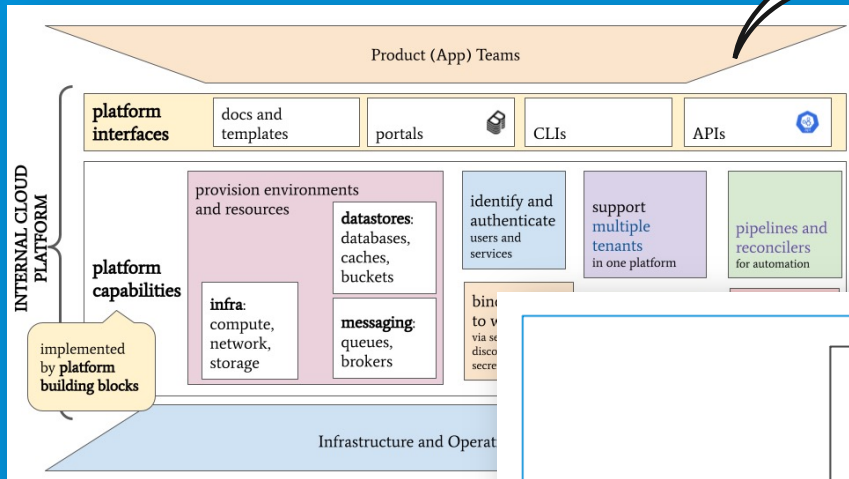 Product (App) Teams
INTERNAL CLOUD
PLATFORM
platform
interfaces
docs and
templates
portals
CLIs
APIs
platform
capabilities
provision environments
and resources
datastores:
databases,
caches,
buckets
infra:
compute,
network,
storage
messaging:
queues,
brokers
identify and
authenticate
users and
services
support
multiple
tenants
in one platform
pipelines and
reconcilers
for automation
to
via
implemented
by platform
building blocks
Infrastructure and